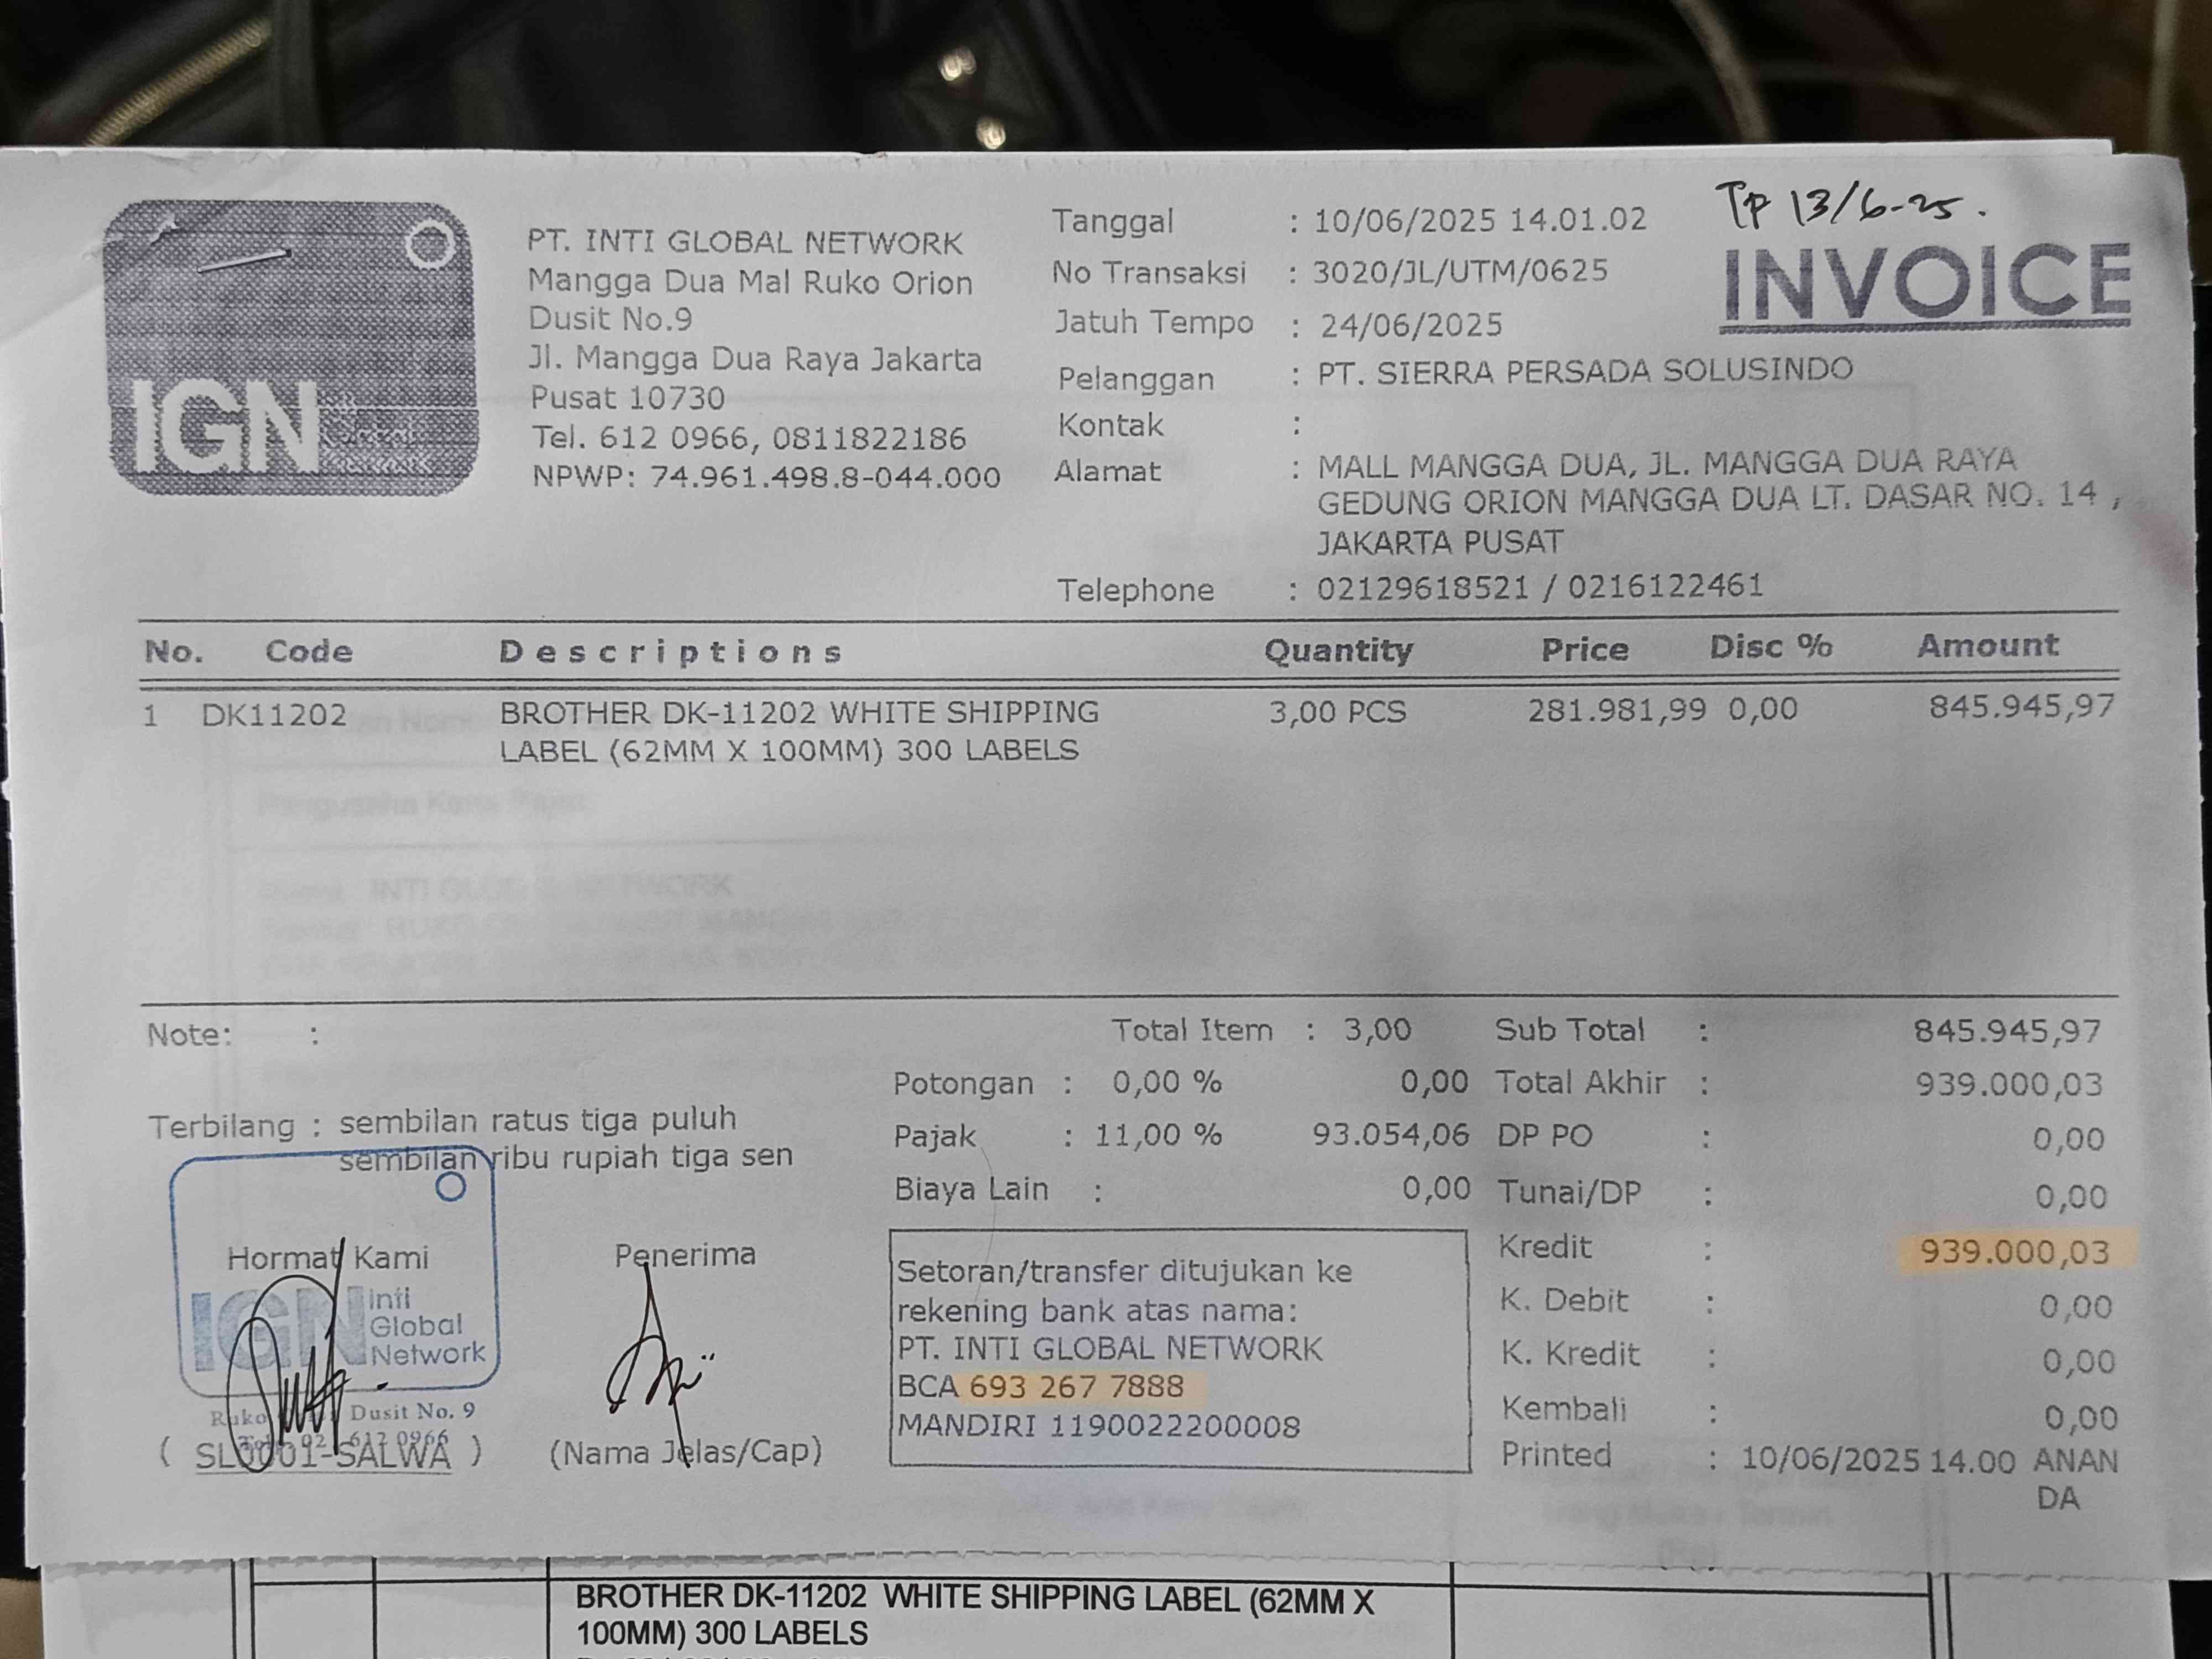 TP 13/6-25.
INVOICE
IGN
PT. INTI GLOBAL NETWORK
Mangga Dua Mal Ruko Orion
Dusit No.9
Jl. Mangga Dua Raya Jakarta
Pusat 10730
Tel. 612 0966, 0811822186
NPWP: 74.961.498.8-044.000
Tanggal : 10/06/2025 14.01.02
No Transaksi : 3020/JL/UTM/0625
Jatuh Tempo : 24/06/2025
Pelanggan : PT. SIERRA PERSADA SOLUSINDO
Kontak :
Alamat : MALL MANGGA DUA, JL. MANGGA DUA RAYA
GEDUNG ORION MANGGA DUA LT. DASAR NO. 14 ,
JAKARTA PUSAT
Telephone : 02129618521 / 0216122461
No. Code Descriptions Quantity Price Disc % Amount
1 DK11202 BROTHER DK-11202 WHITE SHIPPING 3,00 PCS 281.981,99 0,00 845.945,97
LABEL (62MM X 100MM) 300 LABELS
Note: :
Total Item : 3,00 Sub Total : 845.945,97
Potongan : 0,00 % 0,00 Total Akhir : 939.000,03
Terbilang : sembilan ratus tiga puluh
sembilan ribu rupiah tiga sen
Pajak : 11,00 % 93.054,06 DP PO : 0,00
Biaya Lain : 0,00 Tunai/DP : 0,00
Kredit : 939.000,03
K. Debit : 0,00
K. Kredit : 0,00
Kembali : 0,00
Printed : 10/06/2025 14.00 ANAN
DA
Setoran/transfer ditujukan ke
rekening bank atas nama:
PT. INTI GLOBAL NETWORK
BCA 693 267 7888
MANDIRI 1190022200008
Hormat Kami
IGN Inti
Global
Network
Dusit No. 9
612 0966
( SL0001-SALWA )
Penerima
(Nama Jelas/Cap)
BROTHER DK-11202 WHITE SHIPPING LABEL (62MM X
100MM) 300 LABELS